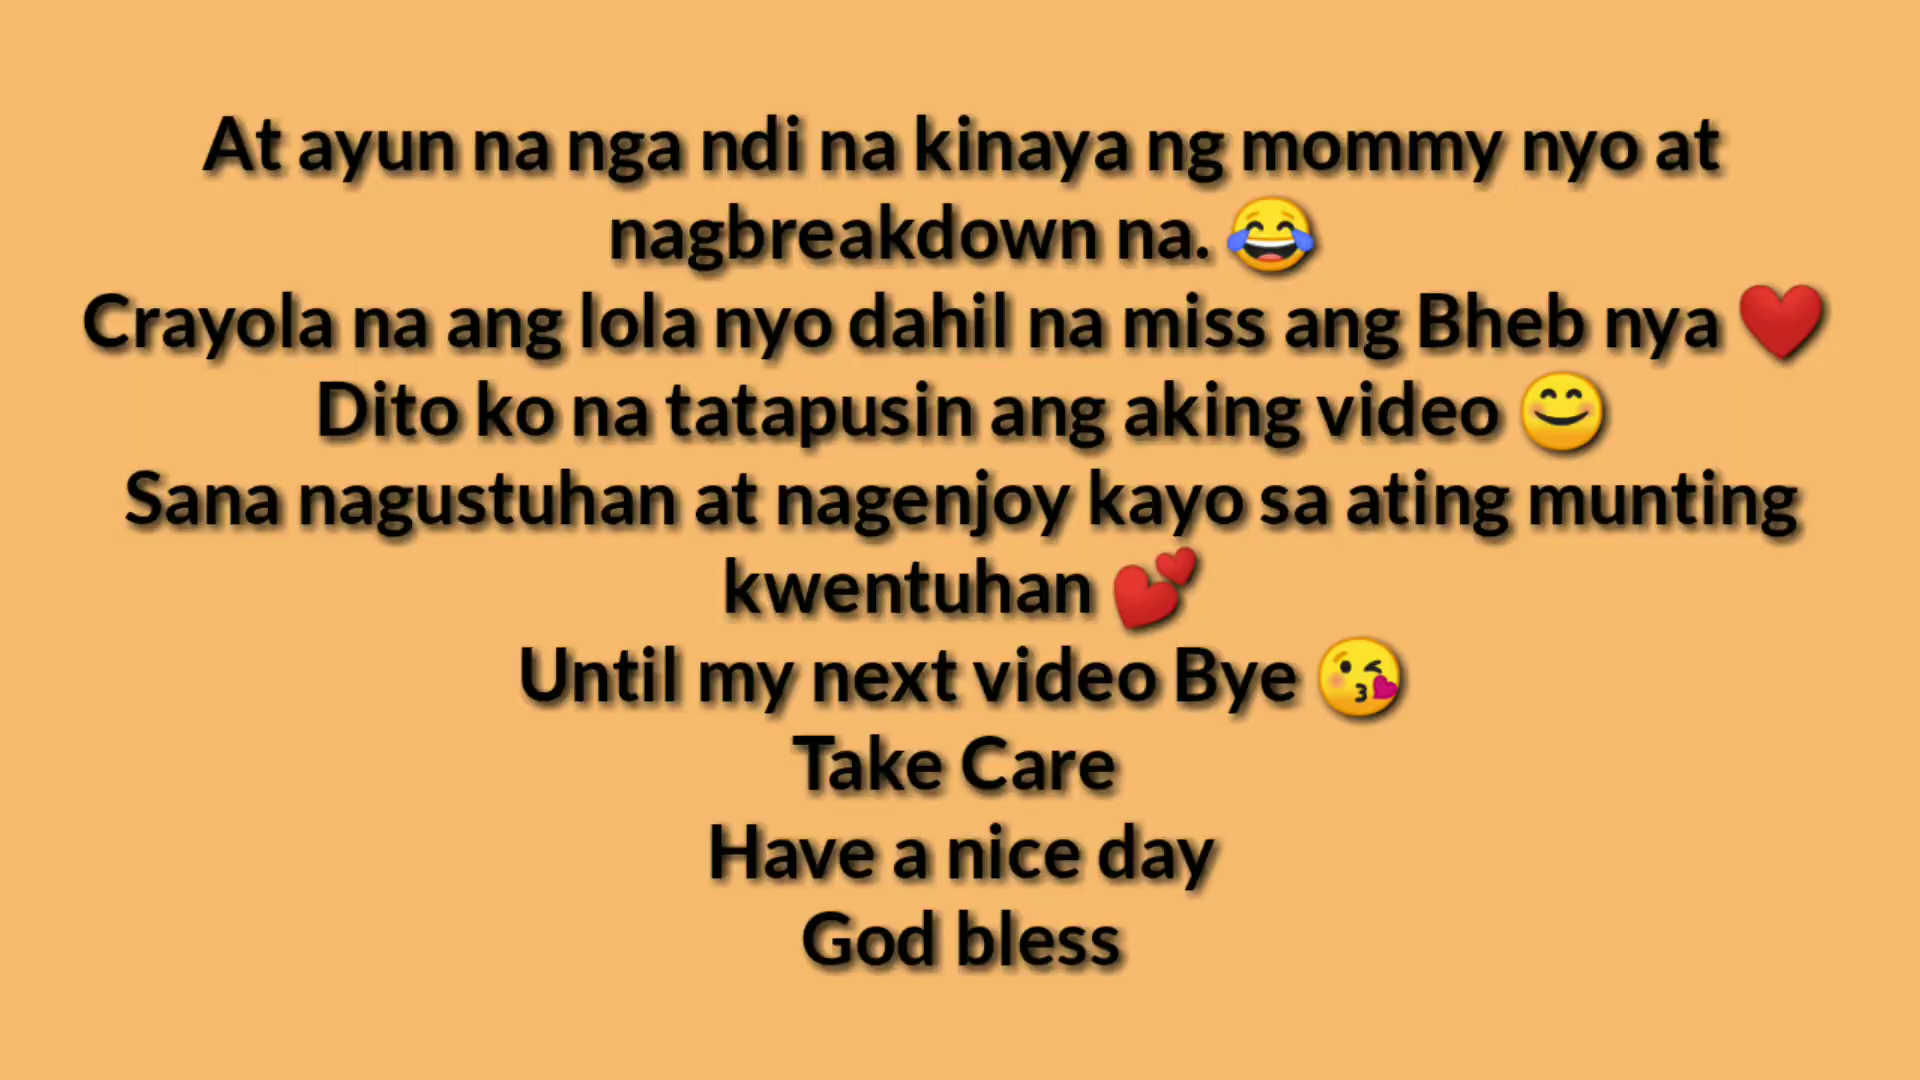 At ayun na nga ndi na kinaya ng mommy nyo at
nagbreakdown na. 😂
Crayola na ang lola nyo dahil na miss ang Bheb nya ❤️
Dito ko na tatapusin ang aking video 😊
Sana nagustuhan at nagenjoy kayo sa ating munting
kwentuhan 💕
Until my next video Bye 😘
Take Care
Have a nice day
God bless